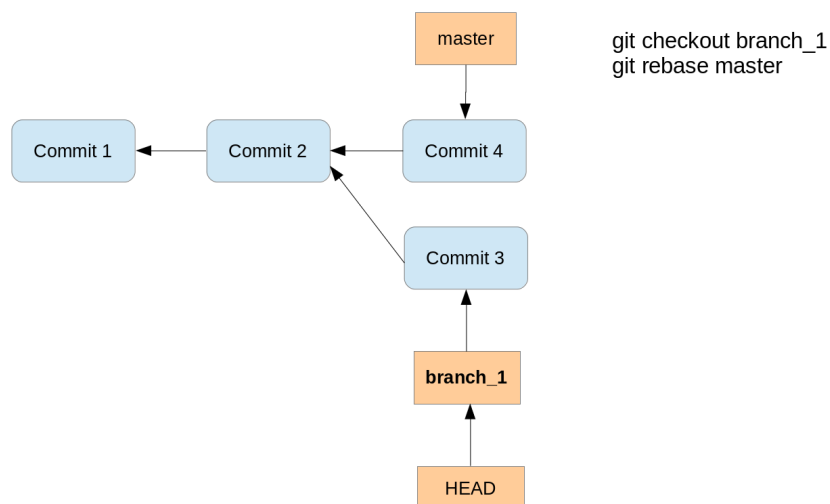 master
git checkout branch_1
git rebase master
Commit 1
Commit 2
Commit 4
Commit 3
branch_1
HEAD